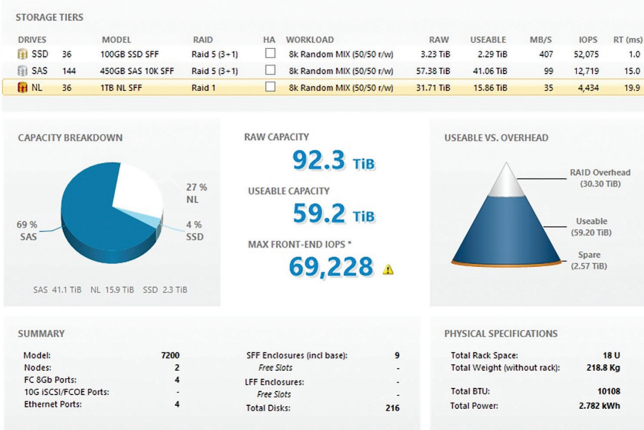 STORAGE TIERS
DRIVES MODEL RAID HA WORKLOAD RAW USEABLE MB/S IOPS RT (ms)
SSD 36 100GB SSD SFF Raid 5 (3+1) 8k Random MIX (50/50 r/w) 3.23 TiB 2.29 TiB 407 52,075 1.0
SAS 144 450GB SAS 10K SFF Raid 5 (3+1) 8k Random MIX (50/50 r/w) 57.38 TiB 41.06 TiB 99 12,719 15.0
NL 36 1TB NL SFF Raid 1 8k Random MIX (50/50 r/w) 31.71 TiB 15.86 TiB 35 4,434 19.9
CAPACITY BREAKDOWN
27 %
NL
69 %
SAS
4 %
SSD
SAS 41.1 TiB NL 15.9 TiB SSD 2.3 TiB
RAW CAPACITY
92.3 TiB
USEABLE CAPACITY
59.2 TiB
MAX FRONT-END IOPS *
69,228
USEABLE VS. OVERHEAD
RAID Overhead
(30.30 TiB)
Useable
(59.20 TiB)
Spare
(2.57 TiB)
SUMMARY
Model: 7200
Nodes: 2
FC 8Gb Ports: 4
10G iSCSI/FCOE Ports: -
Ethernet Ports: 4
SFF Enclosures (incl base): 9
Free Slots -
LFF Enclosures: -
Free Slots -
Total Disks: 216
PHYSICAL SPECIFICATIONS
Total Rack Space: 18 U
Total Weight (without rack): 218.8 Kg
Total BTU: 10108
Total Power: 2.782 kWh